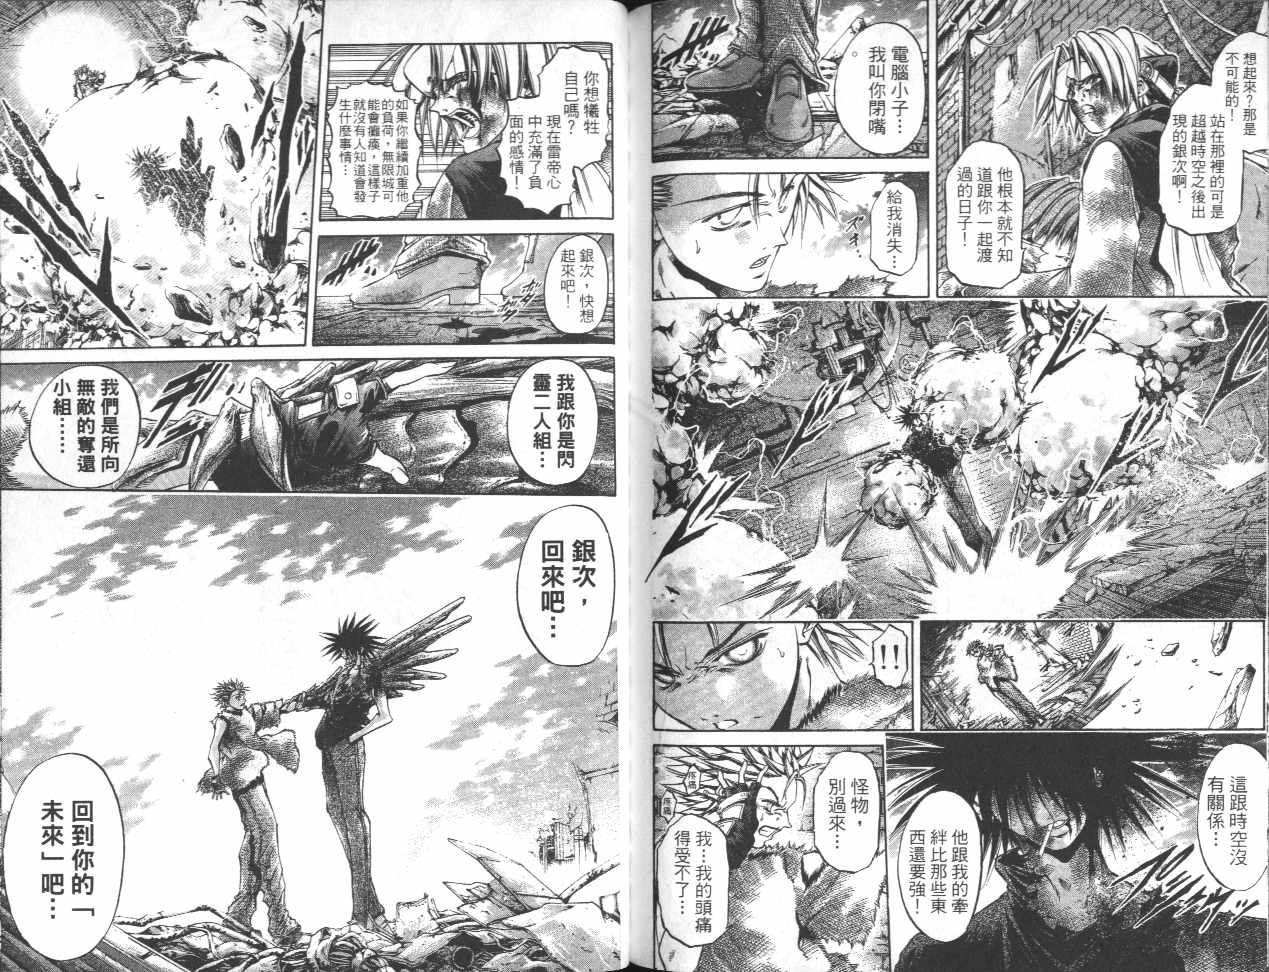 想起來？那是
不可能的！
站在那裡的可是
超越時空之後出
現的銀次啊！
他根本就不知
道跟你一起渡
過的日子！
電腦小子…
我叫你閉嘴
。
給我消失…
!!
這跟時空沒
有關係…
他跟我的牽
絆比那些東
西還要強！
怪物，
別過來…
疼痛
疼痛
我…我的頭痛
得受不了…
你想犧牲
自己嗎？
現在雷帝心
中充滿了負
面的感情！
如果你繼續加重他
的負荷，無限城可
能會癱瘓，這樣子
就沒有人知道會發
生什麼事情…
銀次，快想
起來吧！
我跟你是閃
靈二人組…
我們是所向
無敵的奪還
小組……
銀次，
回來吧…
回到你的「
未來」吧…